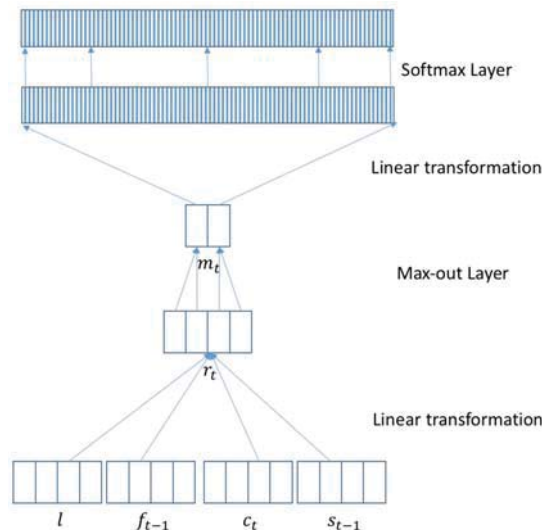 Softmax Layer
Linear transformation
m_t
Max-out Layer
r_t
Linear transformation
l f_{t−1} c_t s_{t−1}